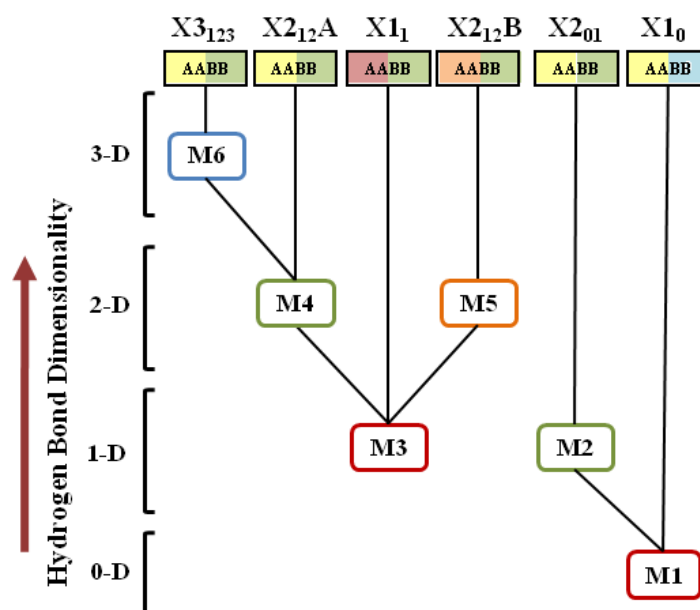 X3₁₂₃ X2₁₂A X1₁ X2₁₂B X2₀₁ X1₀
AABB AABB AABB AABB AABB AABB
3-D
M6
2-D
M4 M5
1-D
M3 M2
0-D
M1
Hydrogen Bond Dimensionality